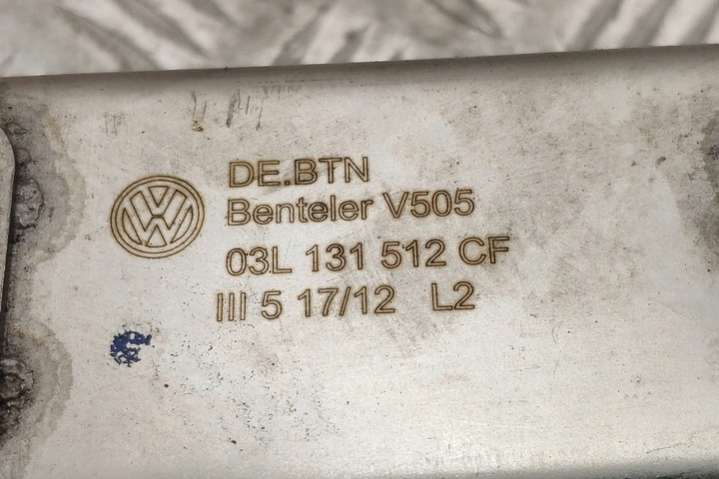 DE.BTN
Benteler V505
03L 131 512 CF
III 5 17/12 L2